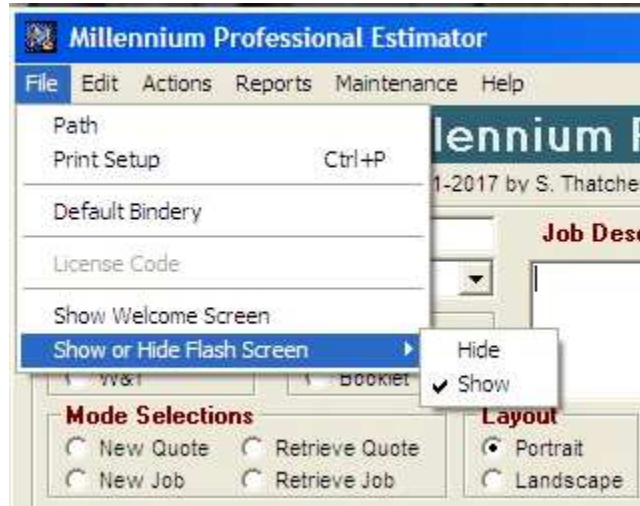 Millennium Professional Estimator
File Edit Actions Reports Maintenance Help
Path
Print Setup Ctrl+P
Default Bindery
License Code
Show Welcome Screen
Show or Hide Flash Screen
Hide
Show
lennium
1-2017 by S. Thatche
Job Des
W&T
Booklet
Mode Selections
New Quote Retrieve Quote
New Job Retrieve Job
Layout
Portrait
Landscape